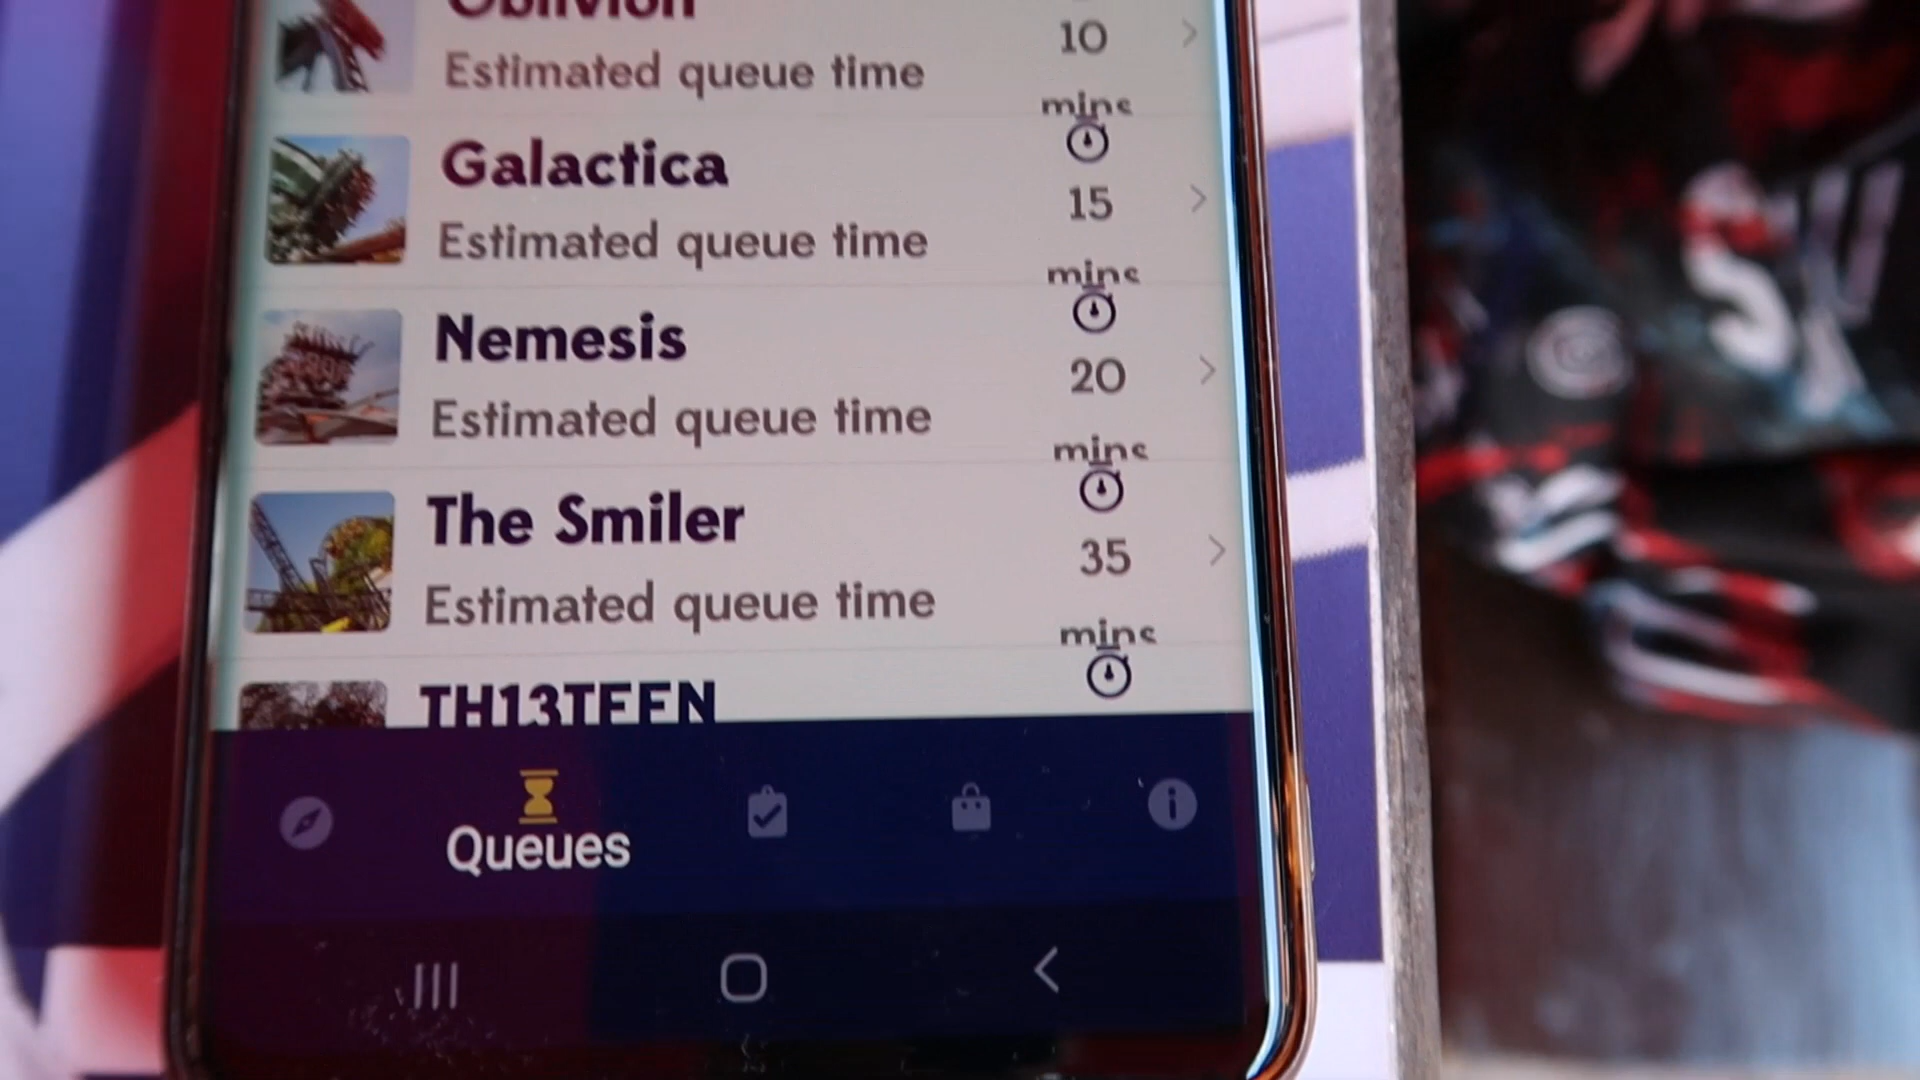 Oblivion
Estimated queue time
10
mins
Galactica
Estimated queue time
15
mins
Nemesis
Estimated queue time
20
mins
The Smiler
Estimated queue time
35
mins
TH13TEEN
Queues